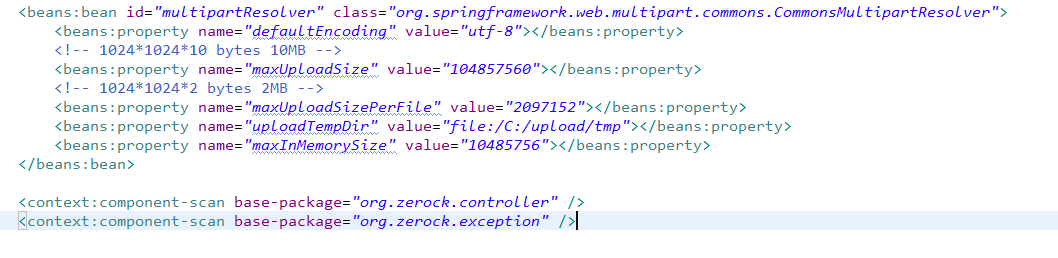 <beans:bean id="multipartResolver" class="org.springframework.web.multipart.commons.CommonsMultipartResolver">
<beans:property name="defaultEncoding" value="utf-8"></beans:property>
<!-- 1024*1024*10 bytes 10MB -->
<beans:property name="maxUploadSize" value="104857560"></beans:property>
<!-- 1024*1024*2 bytes 2MB -->
<beans:property name="maxUploadSizePerFile" value="2097152"></beans:property>
<beans:property name="uploadTempDir" value="file:/C:/upload/tmp"></beans:property>
<beans:property name="maxInMemorySize" value="10485756"></beans:property>
</beans:bean>
<context:component-scan base-package="org.zerock.controller" />
<context:component-scan base-package="org.zerock.exception" />